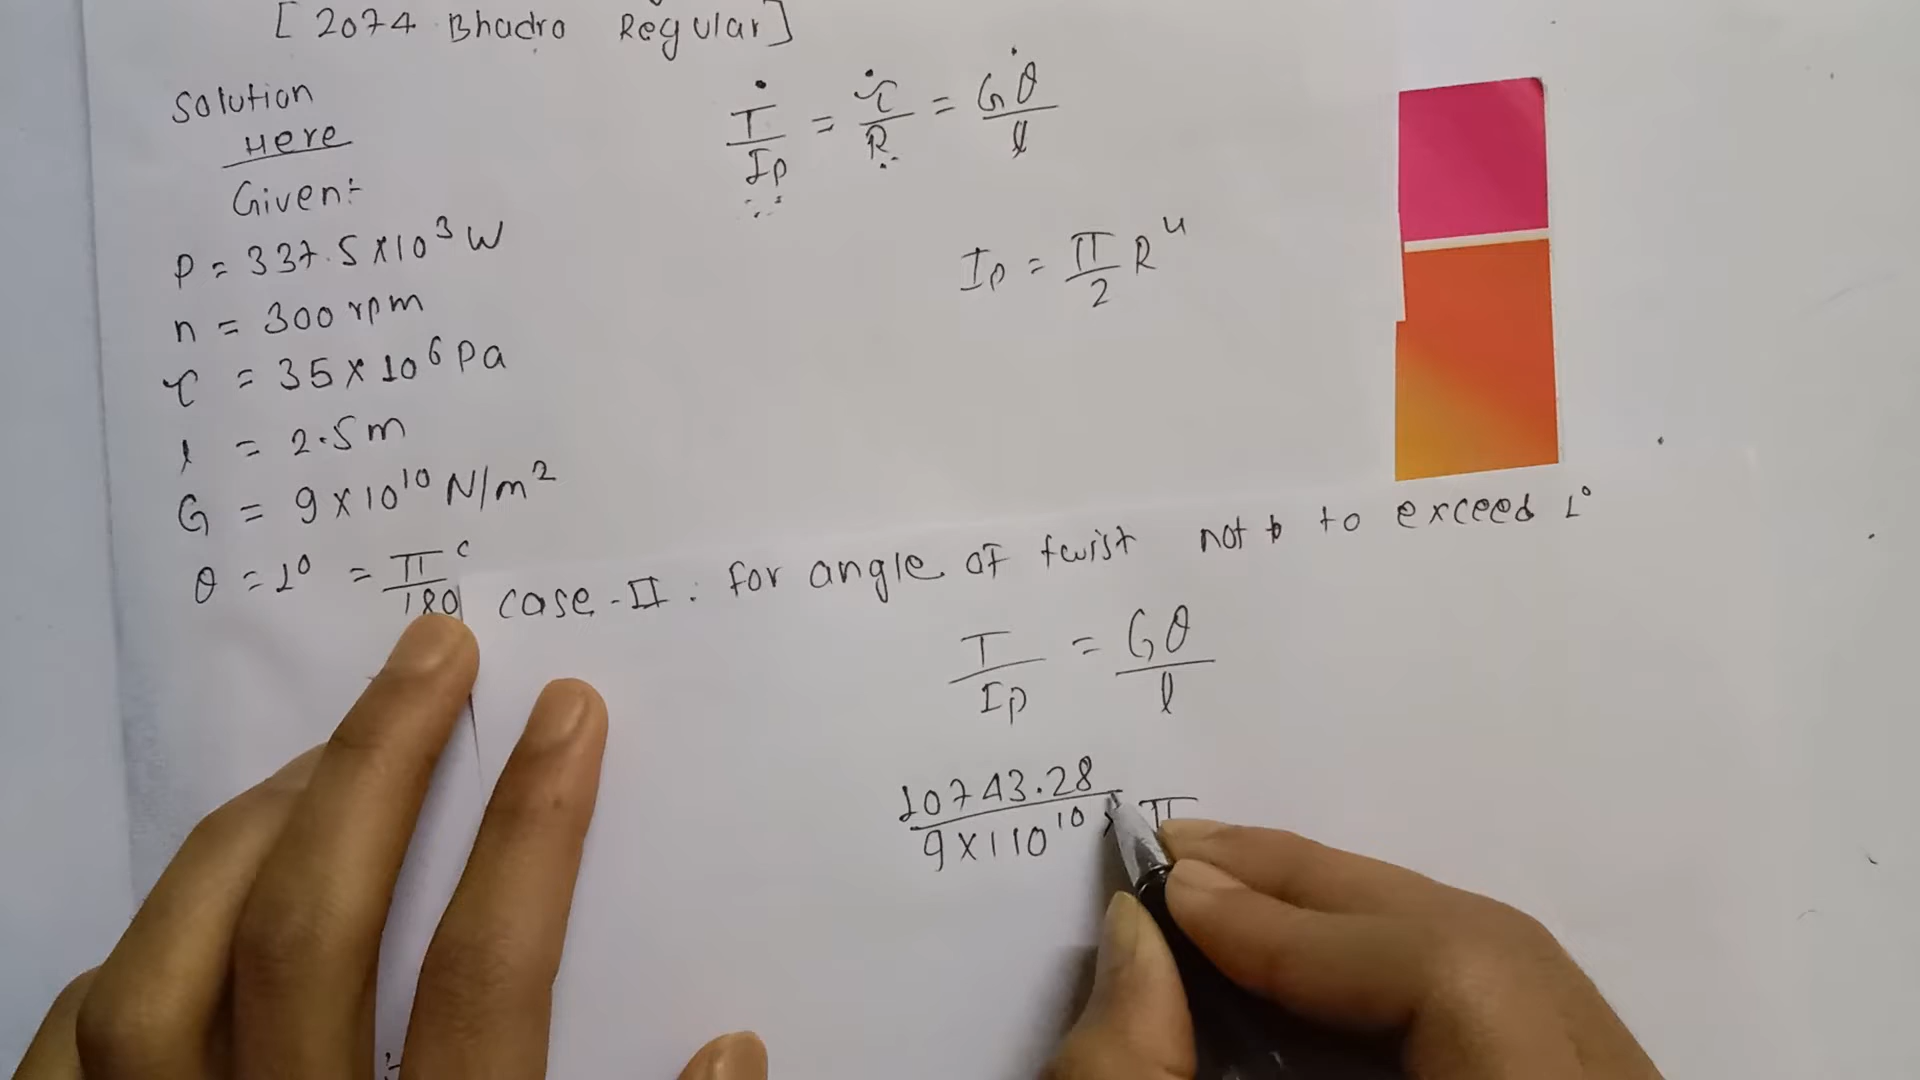 [ 2074 Bhadro Regular]
Solution
Here
Given:-
P = 337.5×10³ W
n = 300 rpm
τ = 35×10⁶ Pa
l = 2.5m
G = 9×10¹⁰ N/m²
θ = 1° = π/180 ᶜ
T/Ip = τ/R = Gθ/l
Ip = π/2 R⁴
case-II: for angle of twist not to exceed 1°
T/Ip = Gθ/l
10743.28
9×110¹⁰ × π